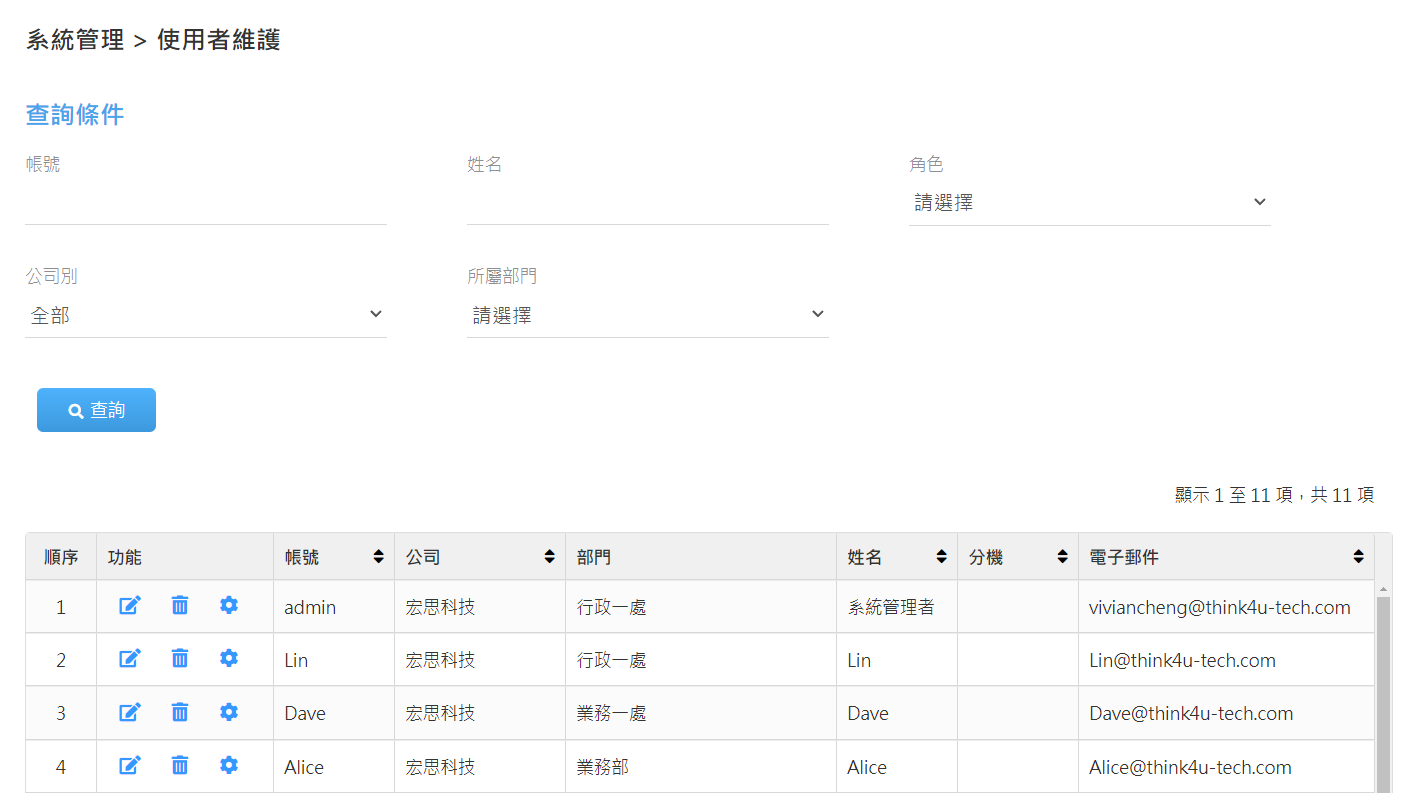 系統管理 > 使用者維護
查詢條件
帳號 姓名 角色
請選擇
公司別 所屬部門
全部 請選擇
查詢
顯示 1 至 11 項，共 11 項
順序 功能 帳號 公司 部門 姓名 分機 電子郵件
1 admin 宏思科技 行政一處 系統管理者 viviancheng@think4u-tech.com
2 Lin 宏思科技 行政一處 Lin Lin@think4u-tech.com
3 Dave 宏思科技 業務一處 Dave Dave@think4u-tech.com
4 Alice 宏思科技 業務部 Alice Alice@think4u-tech.com